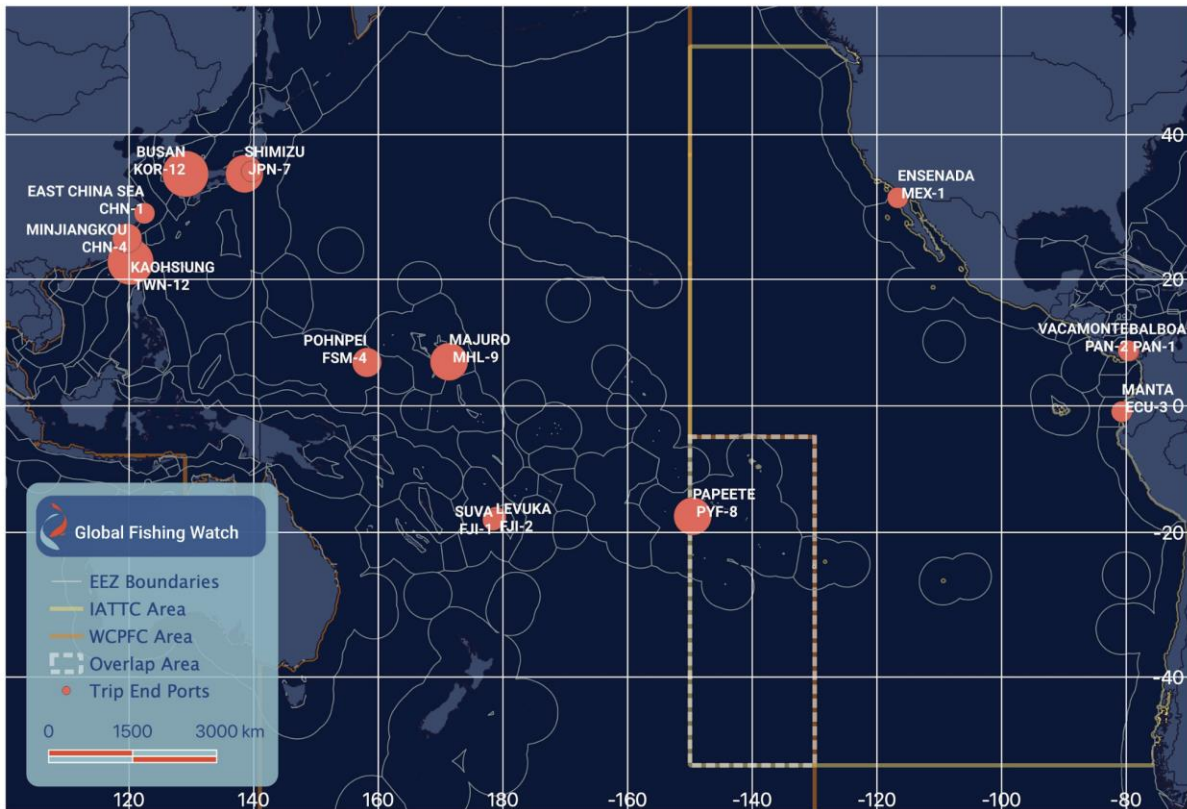 BUSAN
KOR-12
SHIMIZU
JPN-7
EAST CHINA SEA
CHN-1
MINJIANGKOU
CHN-4
KAOHSIUNG
TWN-12
POHNPEI
FSM-4
MAJURO
MHL-9
ENSENADA
MEX-1
VACAMONTE
PAN-2
BALBOA
PAN-1
MANTA
ECU-3
SUVA
FJI-1
LEVUKA
FJI-2
PAPEETE
PYF-8
40
20
0
-20
-40
Global Fishing Watch
EEZ Boundaries
IATTC Area
WCPFC Area
Overlap Area
Trip End Ports
0 1500 3000 km
120 140 160 180 -160 -140 -120 -100 -80